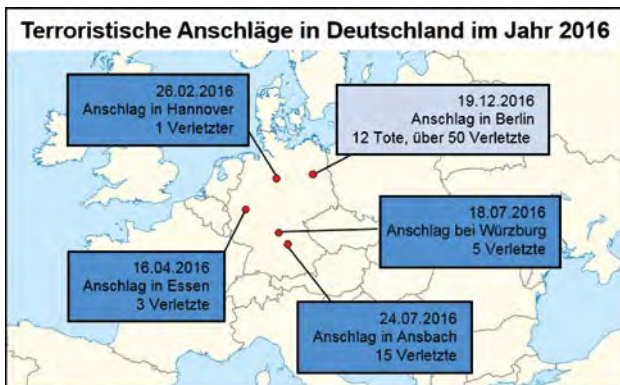 Terroristische Anschläge in Deutschland im Jahr 2016
26.02.2016
Anschlag in Hannover
1 Verletzter
19.12.2016
Anschlag in Berlin
12 Tote, über 50 Verletzte
18.07.2016
Anschlag bei Würzburg
5 Verletzte
16.04.2016
Anschlag in Essen
3 Verletzte
24.07.2016
Anschlag in Ansbach
15 Verletzte